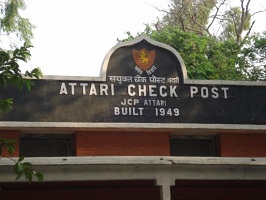 संयुक्त चैक पोस्ट अटारी
ATTARI CHECK POST
JCP ATTARI
BUILT 1949